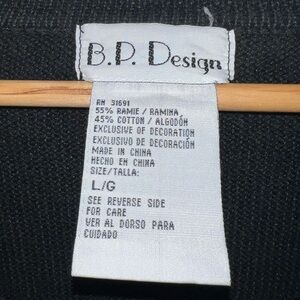 B.P. Design
RN 31691
55% RAMIE / RAMINA
45% COTTON / ALGODÓN
EXCLUSIVE OF DECORATION
EXCLUSIVO DE DECORACIÓN
MADE IN CHINA
HECHO EN CHINA
SIZE/TALLA:
L/G
SEE REVERSE SIDE
FOR CARE
VER AL DORSO PARA
CUIDADO